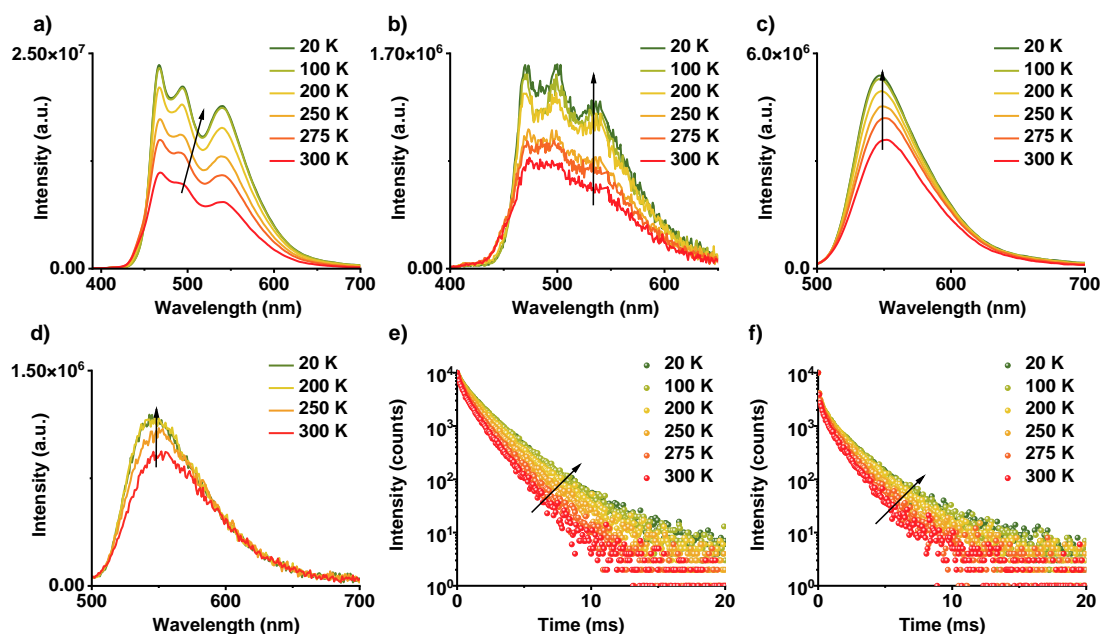 a)
2.50×10⁷
0.00
Intensity (a.u.)
400 500 600 700
Wavelength (nm)
20 K
100 K
200 K
250 K
275 K
300 K
b)
1.70×10⁶
0.00
Intensity (a.u.)
400 500 600
Wavelength (nm)
20 K
100 K
200 K
250 K
275 K
300 K
c)
6.0×10⁶
0.0
Intensity (a.u.)
500 600 700
Wavelength (nm)
20 K
100 K
200 K
250 K
275 K
300 K
d)
1.50×10⁶
0.00
Intensity (a.u.)
500 600 700
Wavelength (nm)
20 K
200 K
250 K
300 K
e)
10⁴
10³
10²
10¹
10⁰
Intensity (counts)
0 10 20
Time (ms)
20 K
100 K
200 K
250 K
275 K
300 K
f)
10⁴
10³
10²
10¹
10⁰
Intensity (counts)
0 10 20
Time (ms)
20 K
100 K
200 K
250 K
275 K
300 K